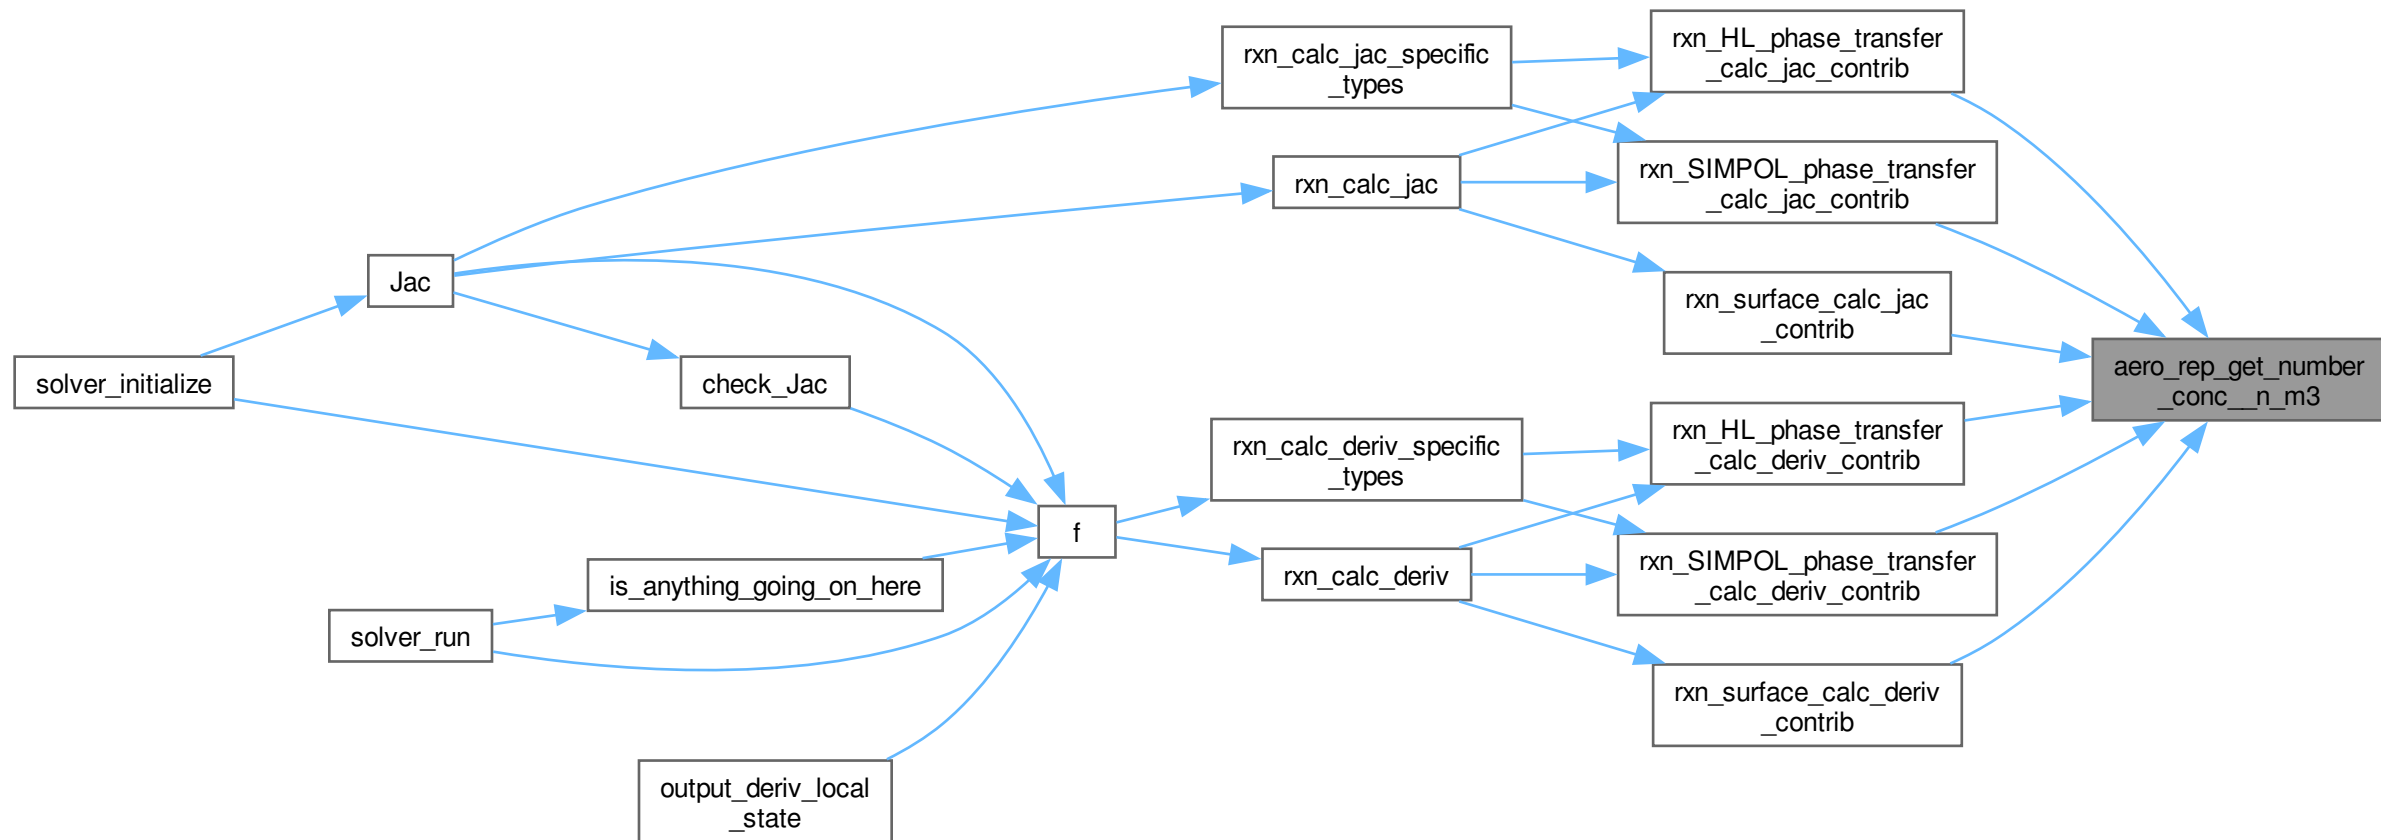 rxn_HL_phase_transfer
_calc_jac_contrib
rxn_calc_jac_specific
_types
rxn_SIMPOL_phase_transfer
_calc_jac_contrib
rxn_calc_jac
Jac
rxn_surface_calc_jac
_contrib
solver_initialize
check_Jac
aero_rep_get_number
_conc__n_m3
rxn_calc_deriv_specific
_types
rxn_HL_phase_transfer
_calc_deriv_contrib
f
rxn_SIMPOL_phase_transfer
_calc_deriv_contrib
is_anything_going_on_here
rxn_calc_deriv
solver_run
rxn_surface_calc_deriv
_contrib
output_deriv_local
_state